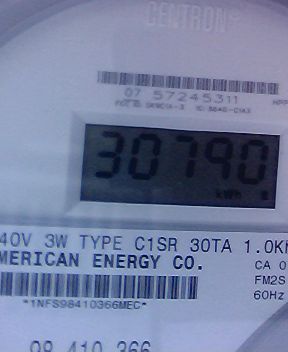 CENTRON®
07 57245311
30790
kWh
40V 3W TYPE C1SR 30TA 1.0K
MERICAN ENERGY CO.
CA 0
FM2S
60Hz
*1NFS98410366MEC*
98 410 366